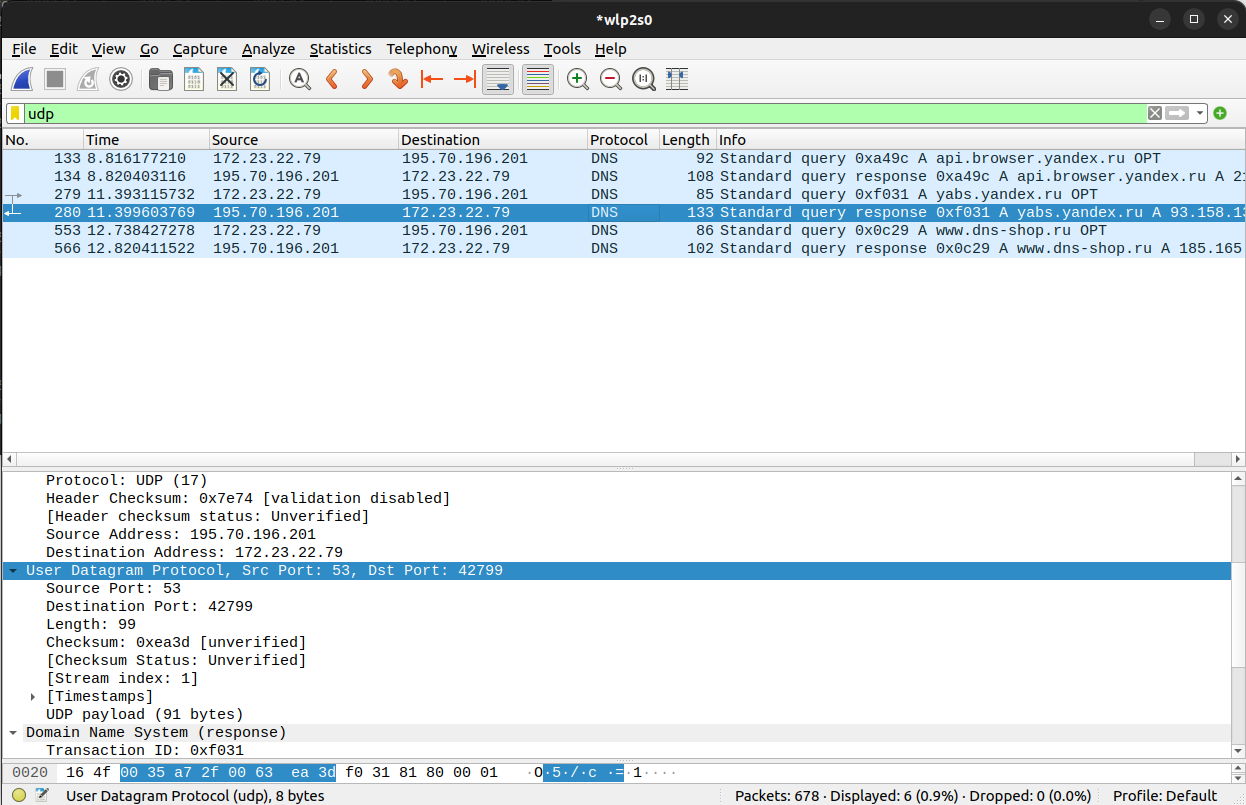 *wlp2s0
File Edit View Go Capture Analyze Statistics Telephony Wireless Tools Help
udp
No. Time Source Destination Protocol Length Info
133 8.816177210 172.23.22.79 195.70.196.201 DNS 92 Standard query 0xa49c A api.browser.yandex.ru OPT
134 8.820403116 195.70.196.201 172.23.22.79 DNS 108 Standard query response 0xa49c A api.browser.yandex.ru A
279 11.393115732 172.23.22.79 195.70.196.201 DNS 85 Standard query 0xf031 A yabs.yandex.ru OPT
280 11.399603769 195.70.196.201 172.23.22.79 DNS 133 Standard query response 0xf031 A yabs.yandex.ru A 93.158.13
553 12.738427278 172.23.22.79 195.70.196.201 DNS 86 Standard query 0x0c29 A www.dns-shop.ru OPT
566 12.820411522 195.70.196.201 172.23.22.79 DNS 102 Standard query response 0x0c29 A www.dns-shop.ru A 185.165
Protocol: UDP (17)
Header Checksum: 0x7e74 [validation disabled]
[Header checksum status: Unverified]
Source Address: 195.70.196.201
Destination Address: 172.23.22.79
User Datagram Protocol, Src Port: 53, Dst Port: 42799
Source Port: 53
Destination Port: 42799
Length: 99
Checksum: 0xea3d [unverified]
[Checksum Status: Unverified]
[Stream index: 1]
[Timestamps]
UDP payload (91 bytes)
Domain Name System (response)
Transaction ID: 0xf031
0020 16 4f 00 35 a7 2f 00 63 ea 3d f0 31 81 80 00 01 ·O·5·/·c ·=·1····
User Datagram Protocol (udp), 8 bytes
Packets: 678 · Displayed: 6 (0.9%) · Dropped: 0 (0.0%)
Profile: Default